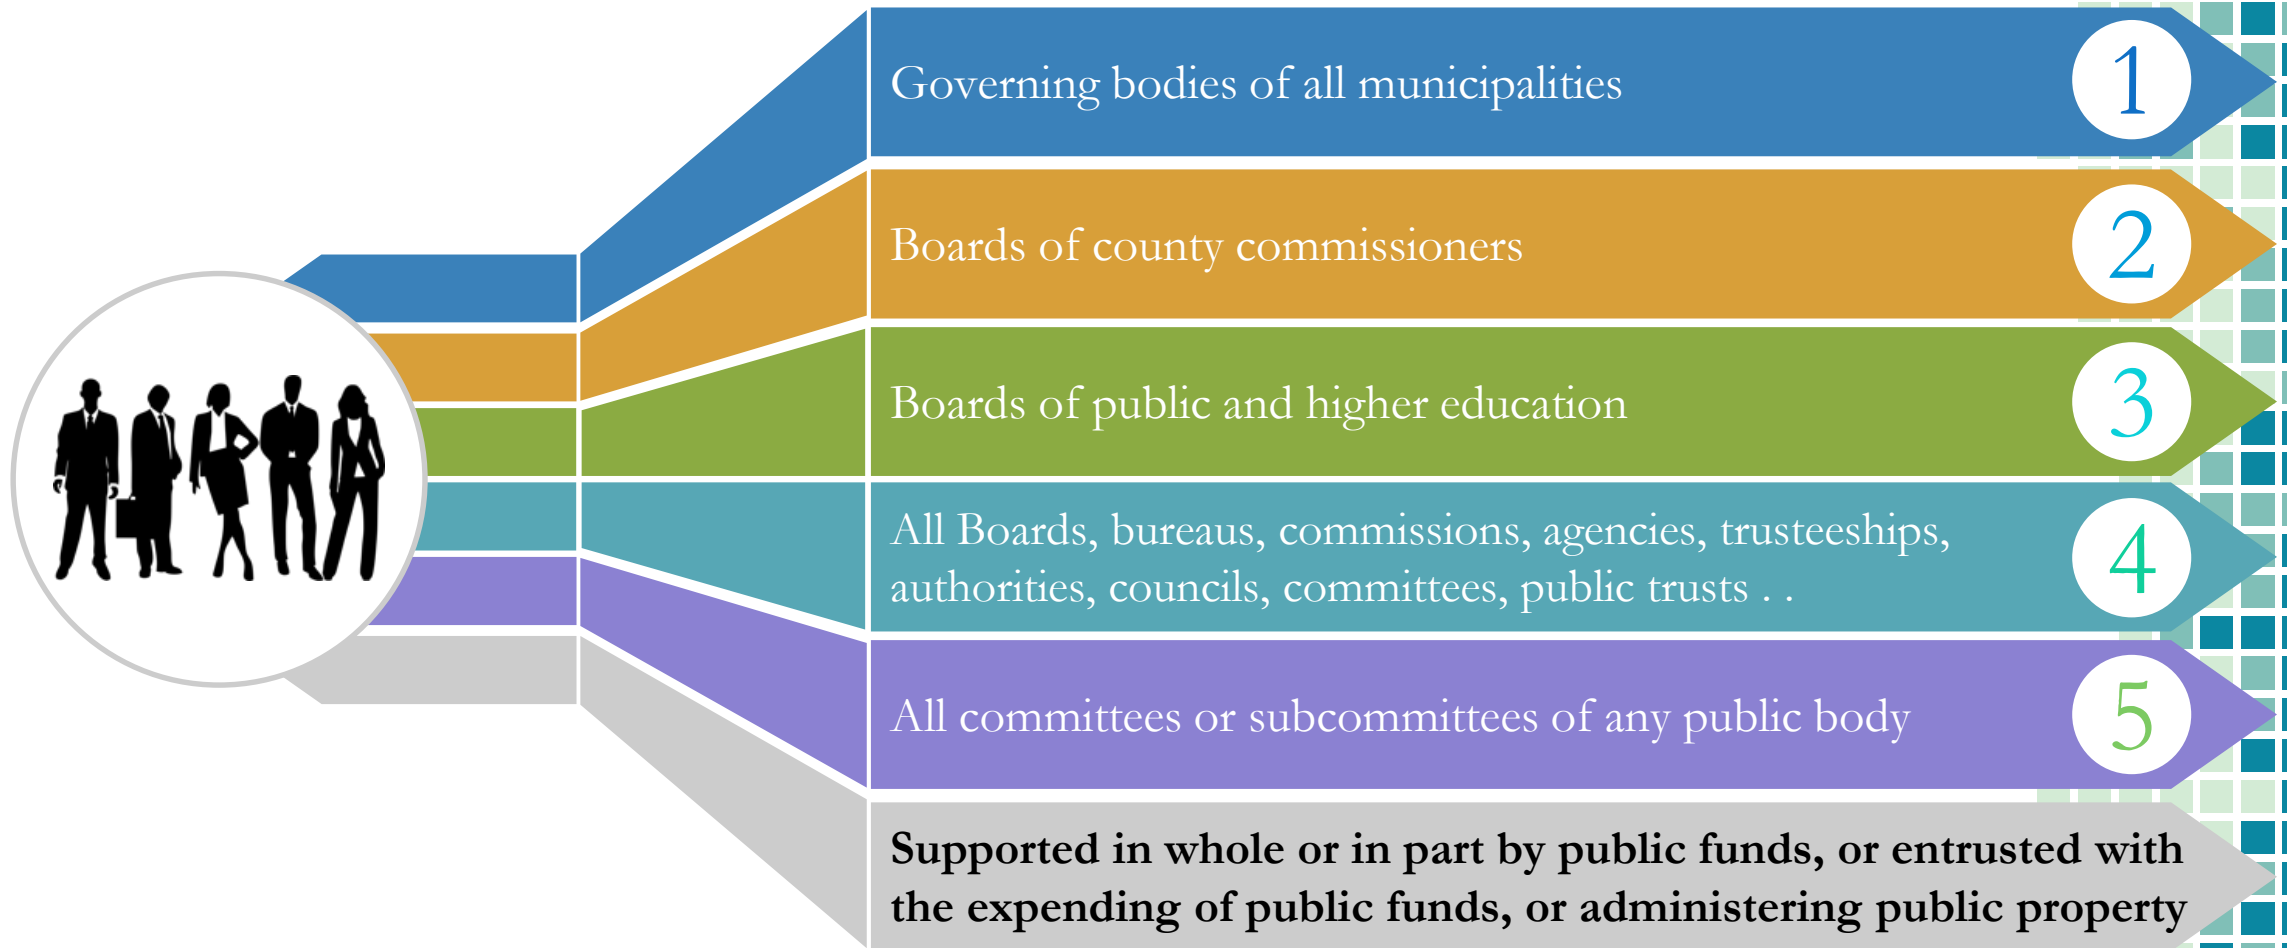 Governing bodies of all municipalities
1
Boards of county commissioners
2
Boards of public and higher education
3
All Boards, bureaus, commissions, agencies, trusteeships,
authorities, councils, committees, public trusts . .
4
All committees or subcommittees of any public body
5
Supported in whole or in part by public funds, or entrusted with
the expending of public funds, or administering public property